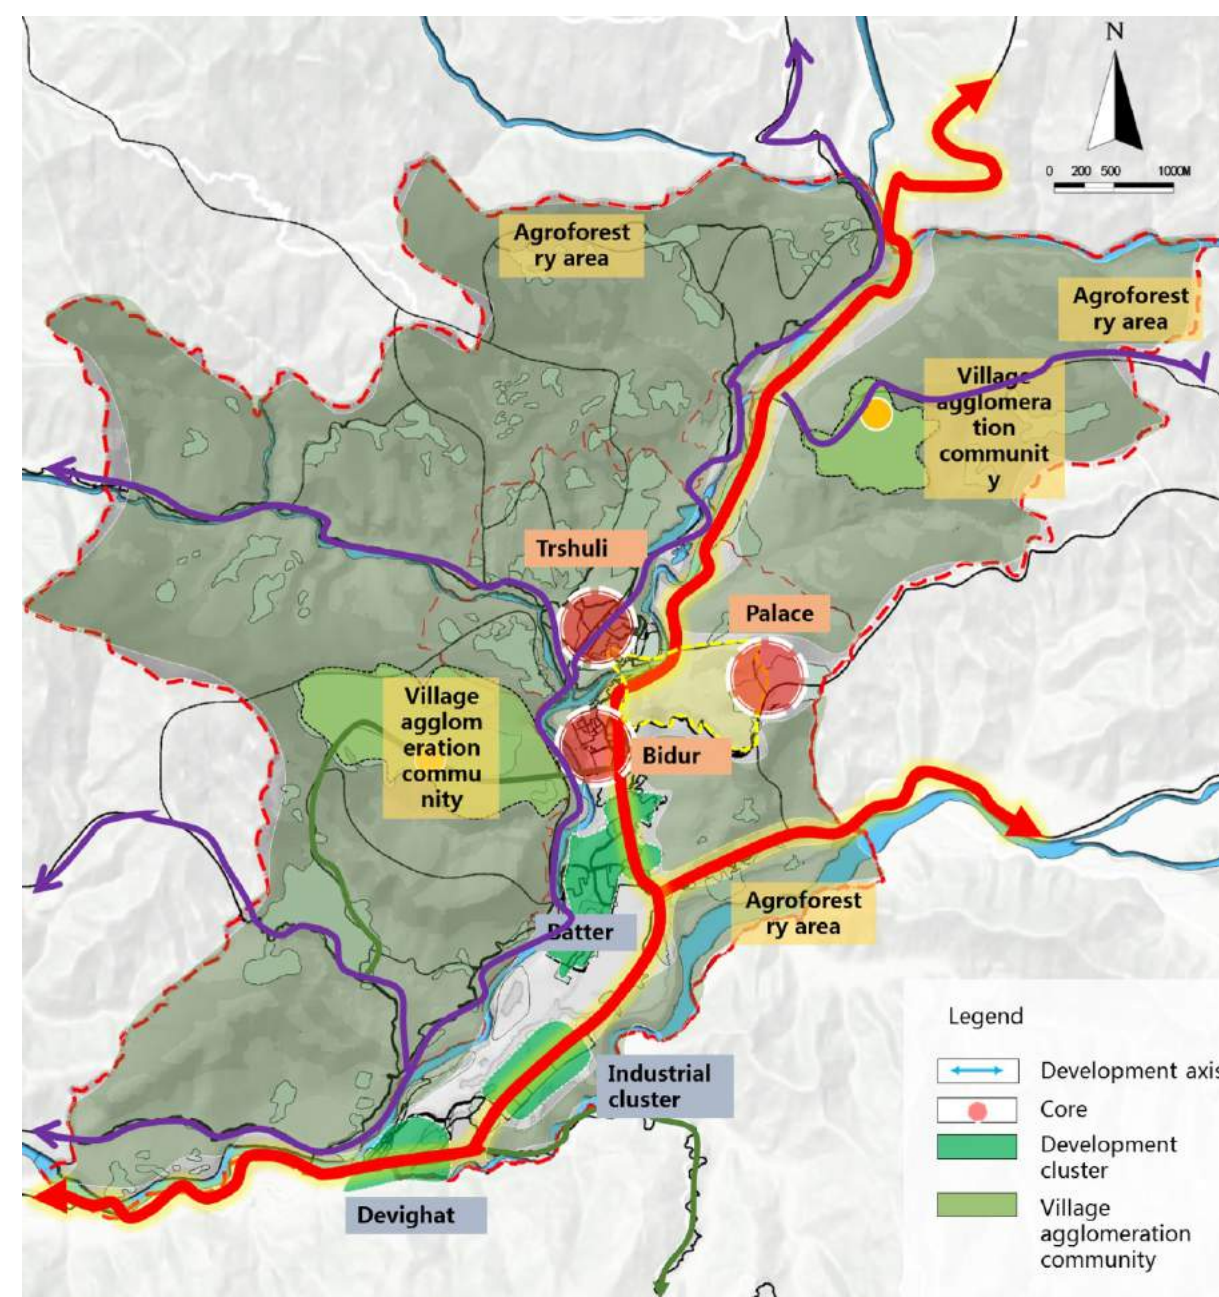 N
0 200 500 1000M
Agroforest
ry area
Agroforest
ry area
Village
agglomera
tion
communit
y
Trshuli
Palace
Village
agglom
eration
commu
nity
Bidur
Agroforest
ry area
Batter
Industrial
cluster
Devighat
Legend
Development axis
Core
Development
cluster
Village
agglomeration
community